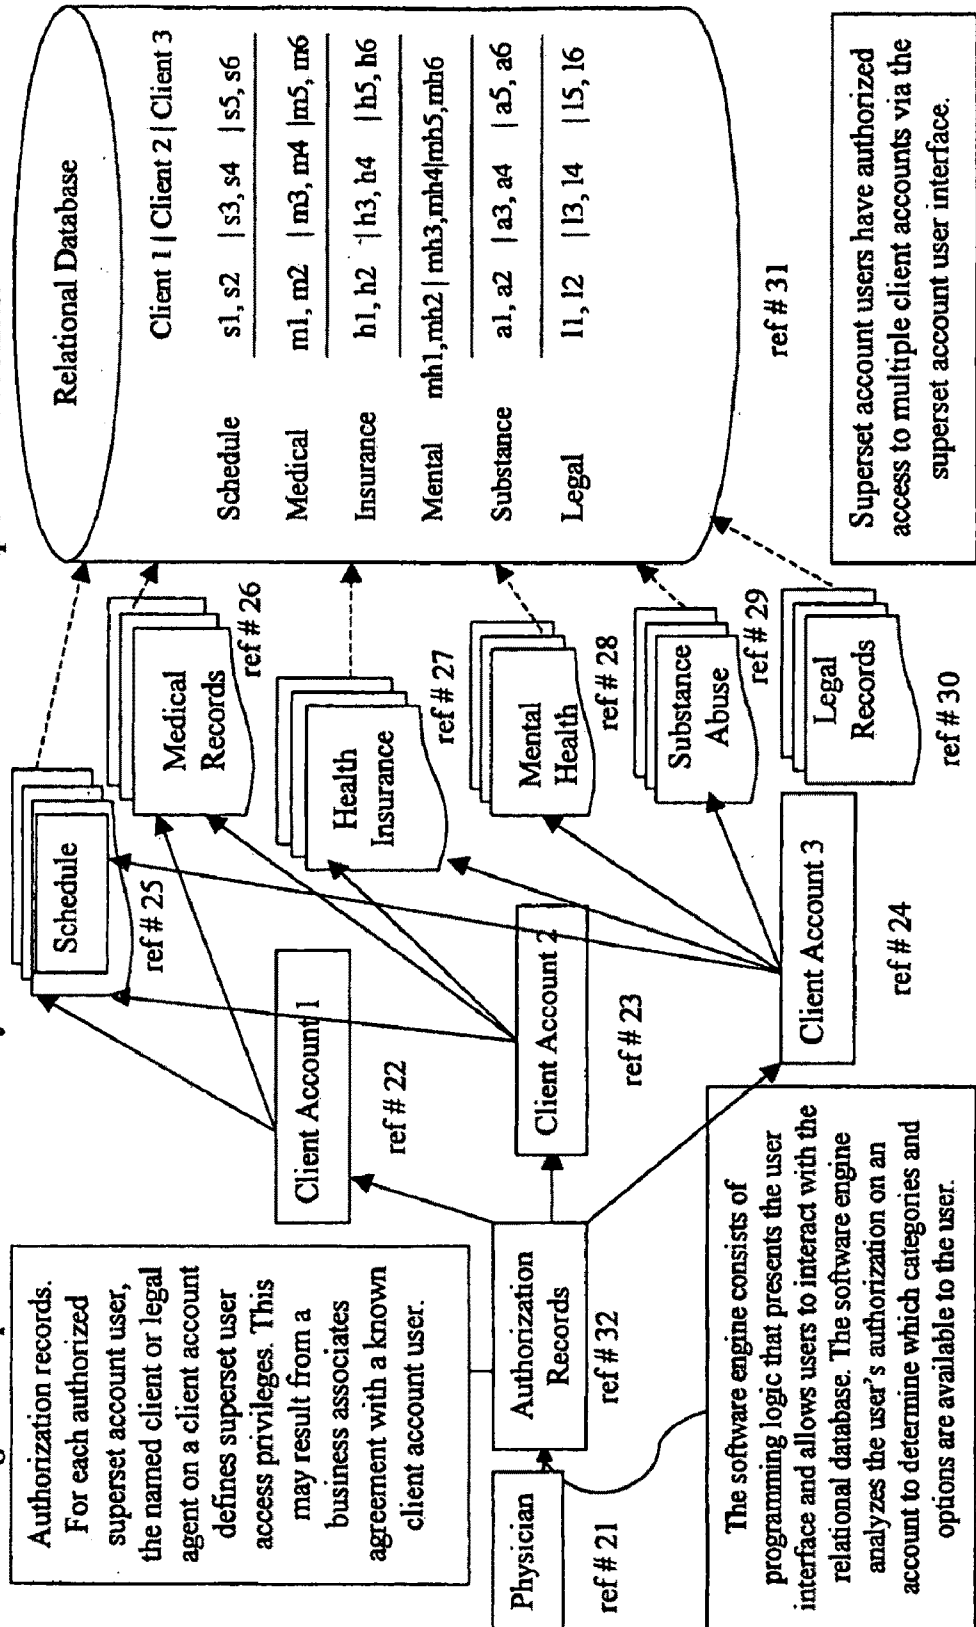 Authorization records.
For each authorized
superset account user,
the named client or legal
agent on a client account
defines superset user
access privileges. This
may result from a
business associates
agreement with a known
client account user.
Physician
ref # 21
Authorization
Records
ref # 32
The software engine consists of
programming logic that presents the user
interface and allows users to interact with the
relational database. The software engine
analyzes the user's authorization on an
account to determine which categories and
options are available to the user.
Client Account 1
ref # 22
Client Account 2
ref # 23
Client Account 3
ref # 24
Schedule
ref # 25
Medical
Records
ref # 26
Health
Insurance
ref # 27
Mental
Health
ref # 28
Substance
Abuse
ref # 29
Legal
Records
ref # 30
Relational Database
Client 1 | Client 2 | Client 3
Schedule s1, s2 | s3, s4 | s5, s6
Medical m1, m2 | m3, m4 | m5, m6
Insurance h1, h2 | h3, h4 | h5, h6
Mental mh1,mh2 | mh3,mh4|mh5,mh6
Substance a1, a2 | a3, a4 | a5, a6
Legal l1, l2 | l3, l4 | l5, l6
ref # 31
Superset account users have authorized
access to multiple client accounts via the
superset account user interface.